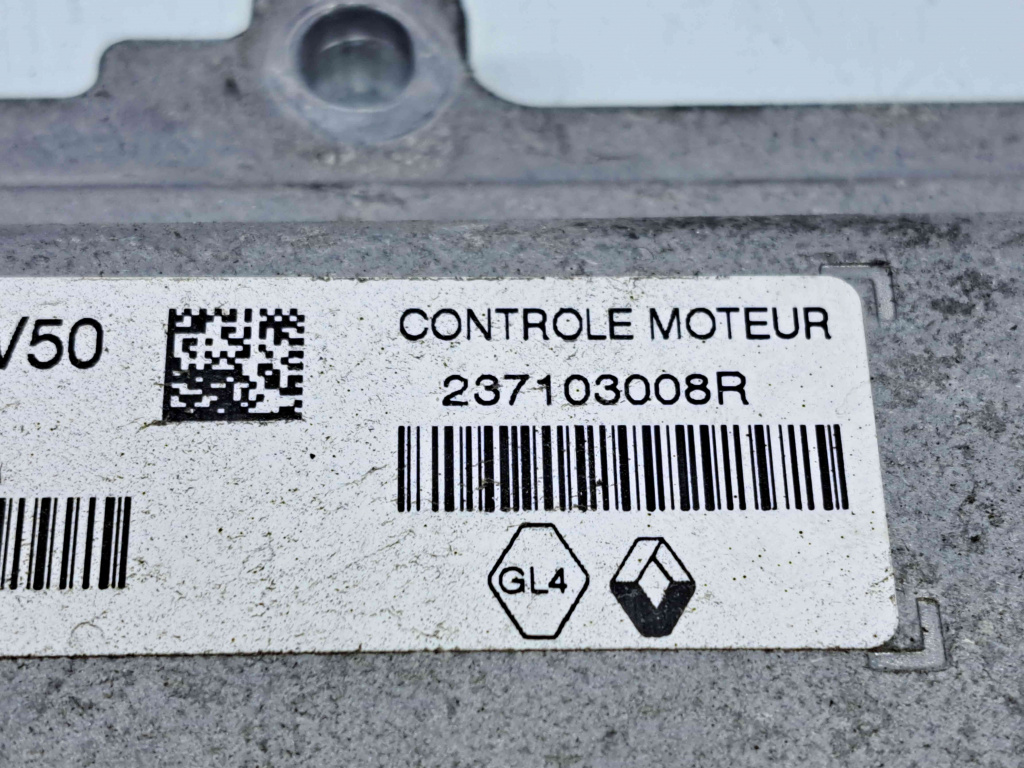 V50
CONTROLE MOTEUR
237103008R
GL4